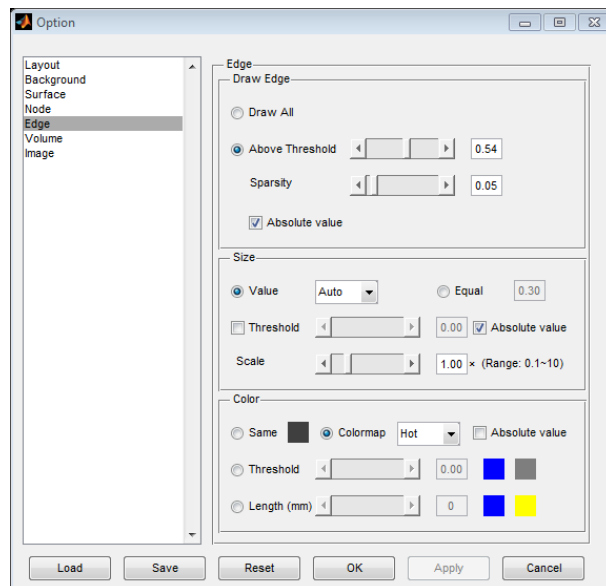 Option
Layout
Background
Surface
Node
Edge
Volume
Image
Edge
Draw Edge
Draw All
Above Threshold 0.54
Sparsity 0.05
Absolute value
Size
Value Auto Equal 0.30
Threshold 0.00 Absolute value
Scale 1.00 × (Range: 0.1~10)
Color
Same Colormap Hot Absolute value
Threshold 0.00
Length (mm) 0
Load Save Reset OK Apply Cancel